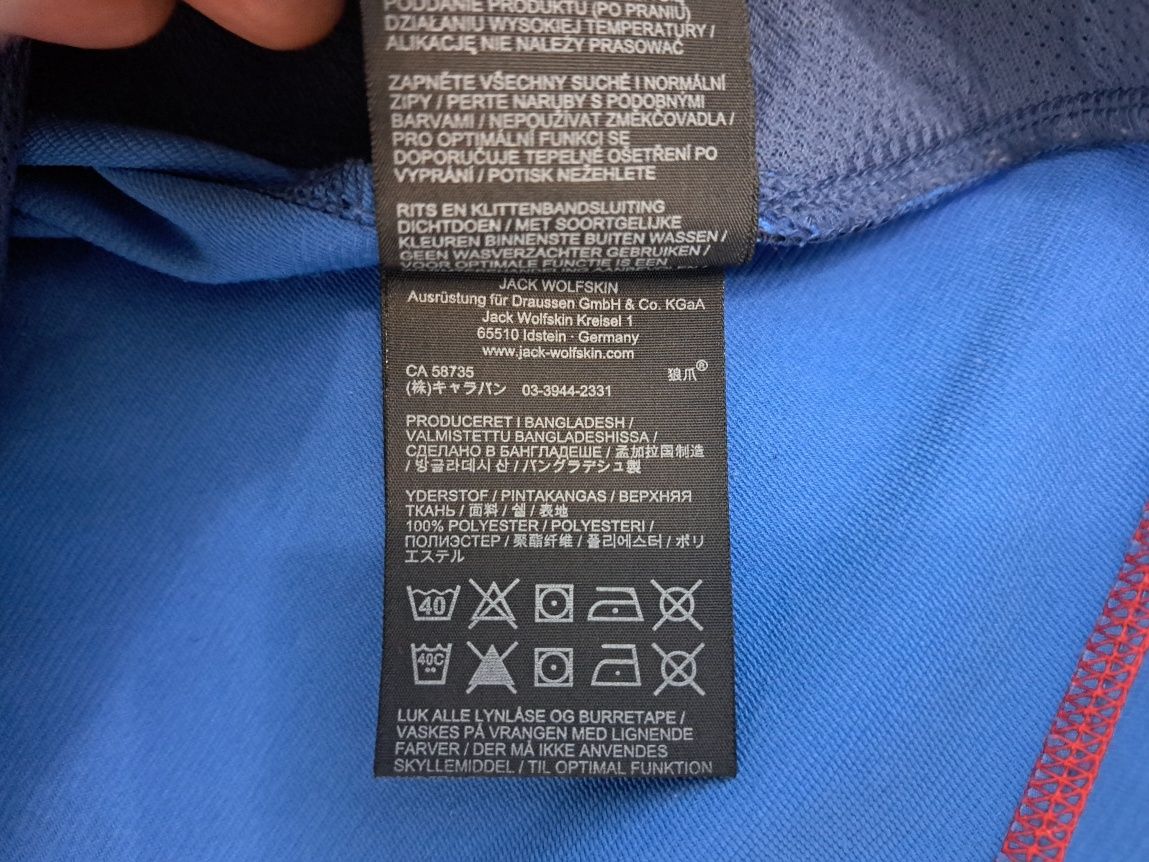 PODDANIE PRODUKTU (PO PRANIU)
DZIAŁANIU WYSOKIEJ TEMPERATURY /
ALIKACJĘ NIE NALEŻY PRASOWAĆ
ZAPNĚTE VŠECHNY SUCHÉ I NORMÁLNÍ
ZIPY / PERTE NARUBY S PODOBNÝMI
BARVAMI / NEPOUŽÍVAT ZMĚKČOVADLA /
PRO OPTIMÁLNÍ FUNKCI SE
DOPORUČUJE TEPELNÉ OŠETŘENÍ PO
VYPRÁNÍ / POTISK NEŽEHLETE
RITS EN KLITTENBANDSLUITING
DICHTDOEN / MET SOORTGELIJKE
KLEUREN BINNENSTE BUITEN WASSEN /
GEEN WASVERZACHTER GEBRUIKEN /
VOOR OPTIMALE FUNCTIE IS EEN
JACK WOLFSKIN
Ausrüstung für Draussen GmbH & Co. KGaA
Jack Wolfskin Kreisel 1
65510 Idstein · Germany
www.jack-wolfskin.com
CA 58735 狼爪®
(株)キャラバン 03-3944-2331
PRODUCERET I BANGLADESH /
VALMISTETTU BANGLADESHISSA /
СДЕЛАНО В БАНГЛАДЕШЕ / 孟加拉国制造
/ 방글라데시 산 / バングラデシュ製
YDERSTOF / PINTAKANGAS / ВЕРХНЯЯ
ТКАНЬ / 面料 / 쉘 / 表地
100% POLYESTER / POLYESTERI /
ПОЛИЭСТЕР / 聚酯纤维 / 폴리에스터 / ポリ
エステル
40
40C
LUK ALLE LYNLÅSE OG BURRETAPE /
VASKES PÅ VRANGEN MED LIGNENDE
FARVER / DER MÅ IKKE ANVENDES
SKYLLEMIDDEL / TIL OPTIMAL FUNKTION